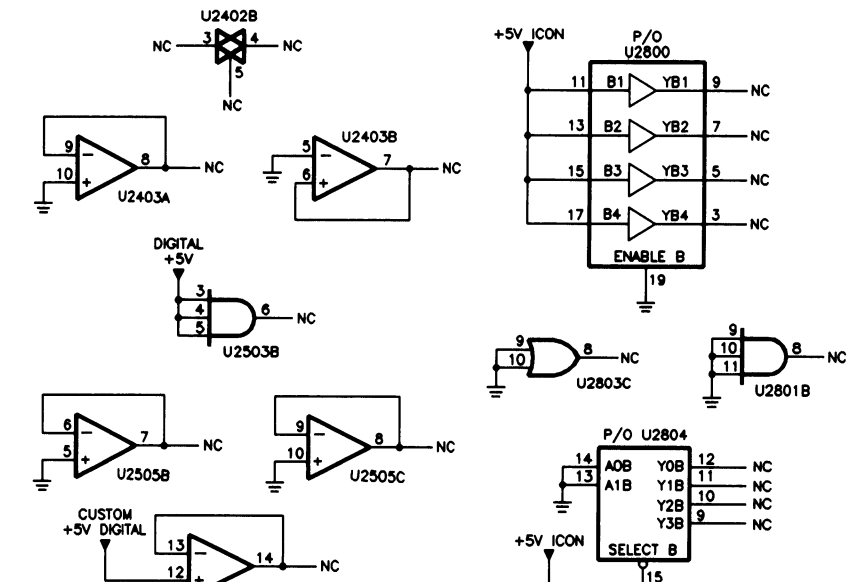 U2402B
NC 3 4 NC
5
NC
+5V ICON
P/O
U2800
11 B1 YB1 9 NC
13 B2 YB2 7 NC
15 B3 YB3 5 NC
17 B4 YB4 3 NC
ENABLE B
19
9 − 8 NC
10 +
U2403A
U2403B
5 − 7 NC
6 +
DIGITAL
+5V
3
4 6 NC
5
U2503B
9 8 NC
10
U2803C
9
10 8 NC
11
U2801B
6 − 7 NC
5 +
U2505B
9 − 8 NC
10 +
U2505C
P/O U2804
14 A0B Y0B 12 NC
13 A1B Y1B 11 NC
Y2B 10 NC
Y3B 9 NC
SELECT B
15
+5V ICON
CUSTOM
+5V DIGITAL
13 − 14 NC
12 +